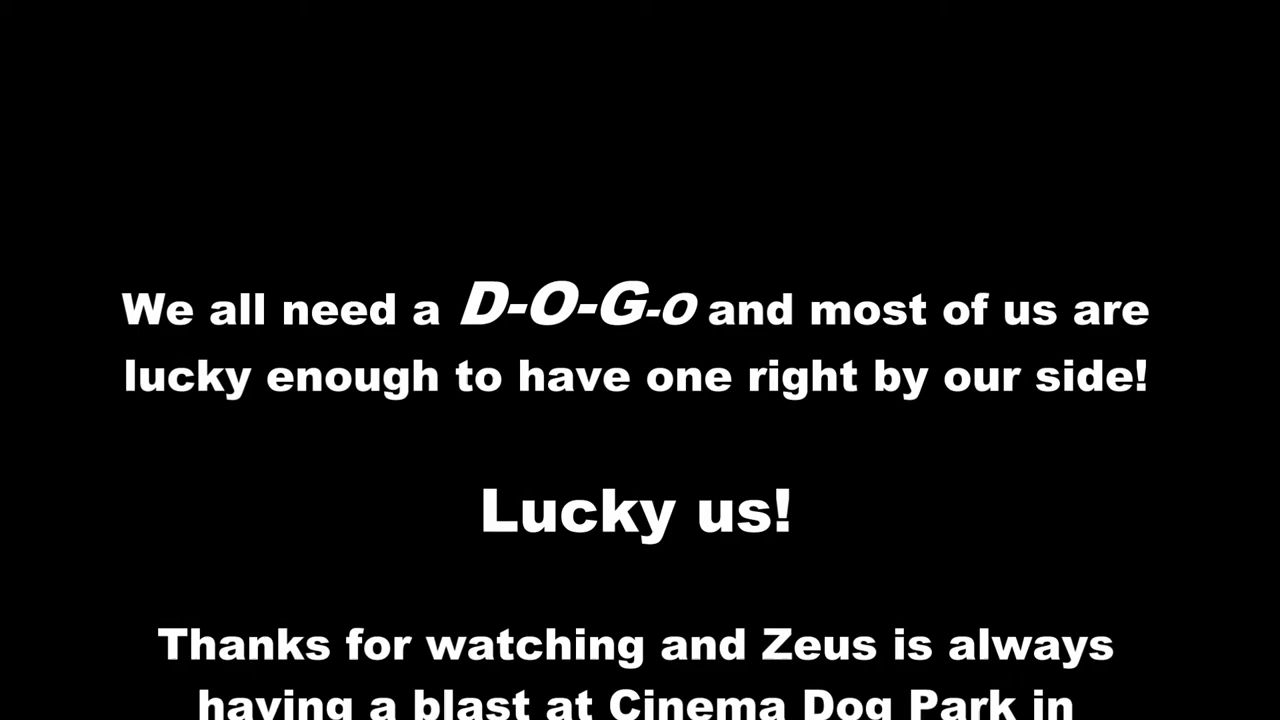 We all need a D-O-G-O and most of us are
lucky enough to have one right by our side!
Lucky us!
Thanks for watching and Zeus is always
having a blast at Cinema Dog Park in